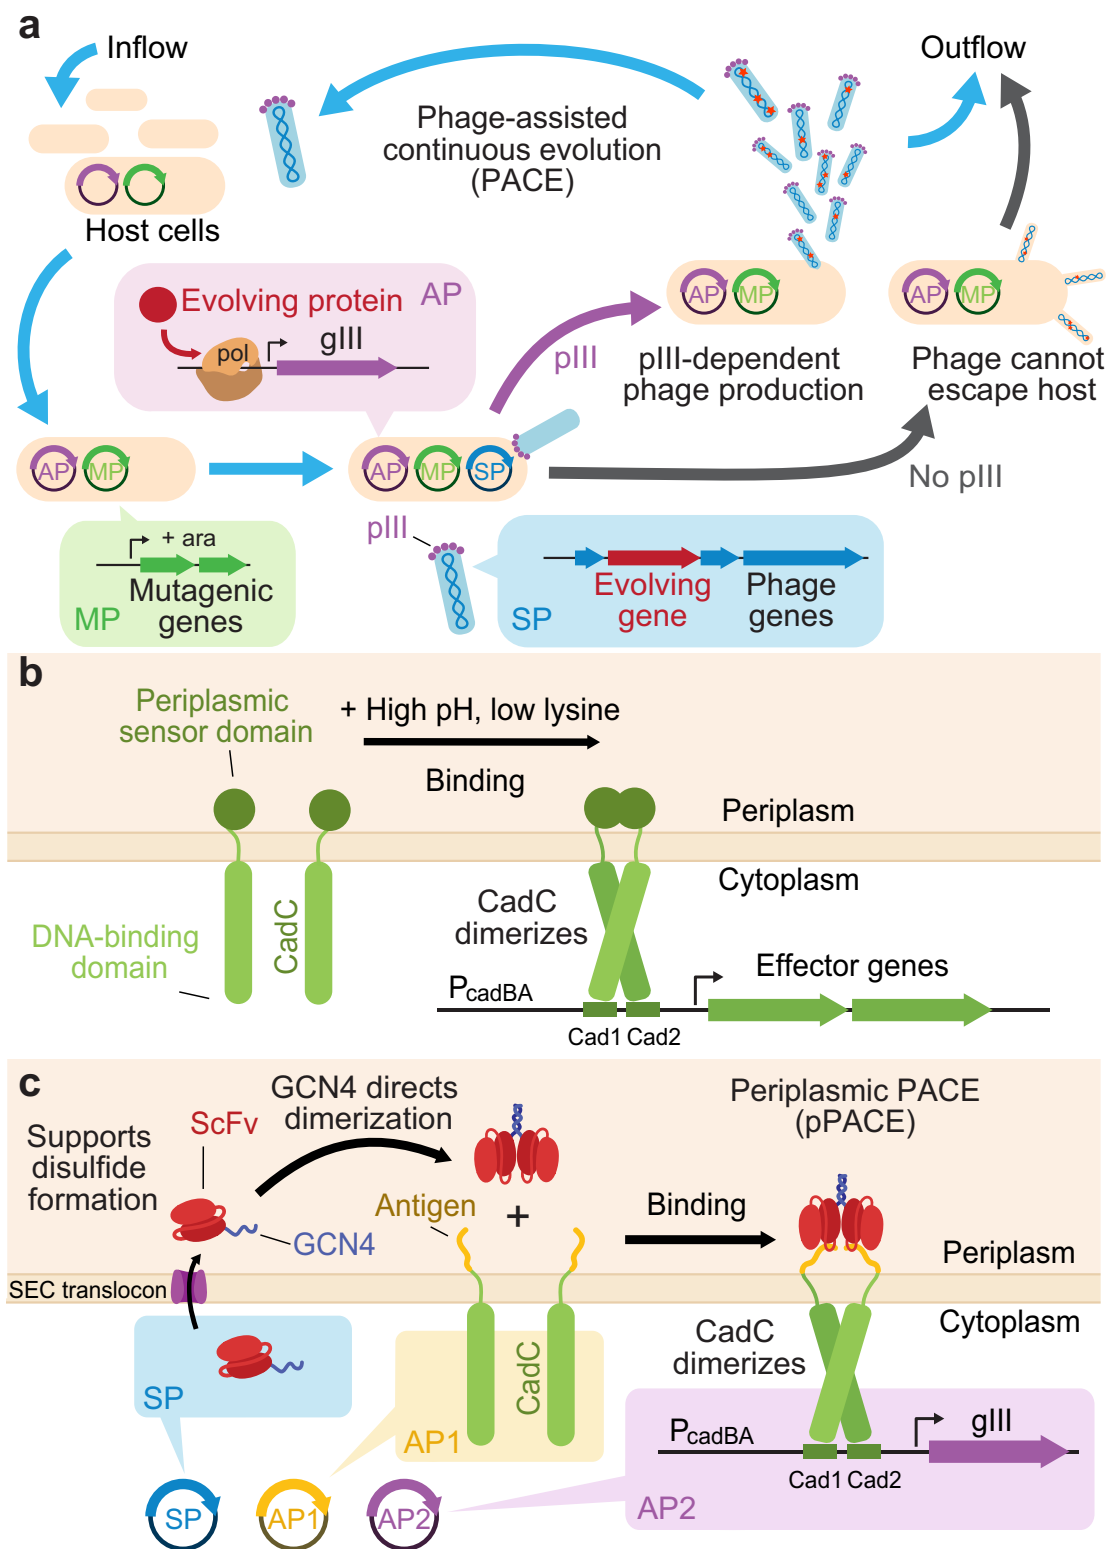 a
Inflow
Outflow
Phage-assisted
continuous evolution
(PACE)
Host cells
Evolving protein
AP
pol
gIII
pIII
AP
MP
AP
MP
pIII-dependent
phage production
Phage cannot
escape host
AP
MP
AP
MP
SP
No pIII
+ ara
Mutagenic
genes
MP
pIII
Evolving
gene
Phage
genes
SP
b
Periplasmic
sensor domain
+ High pH, low lysine
Binding
Periplasm
Cytoplasm
CadC
DNA-binding
domain
CadC
dimerizes
PcadBA
Effector genes
Cad1 Cad2
c
GCN4 directs
dimerization
Periplasmic PACE
(pPACE)
ScFv
Supports
disulfide
formation
Antigen
+
Binding
GCN4
Periplasm
SEC translocon
Cytoplasm
CadC
dimerizes
CadC
SP
AP1
PcadBA
gIII
Cad1 Cad2
AP2
SP
AP1
AP2